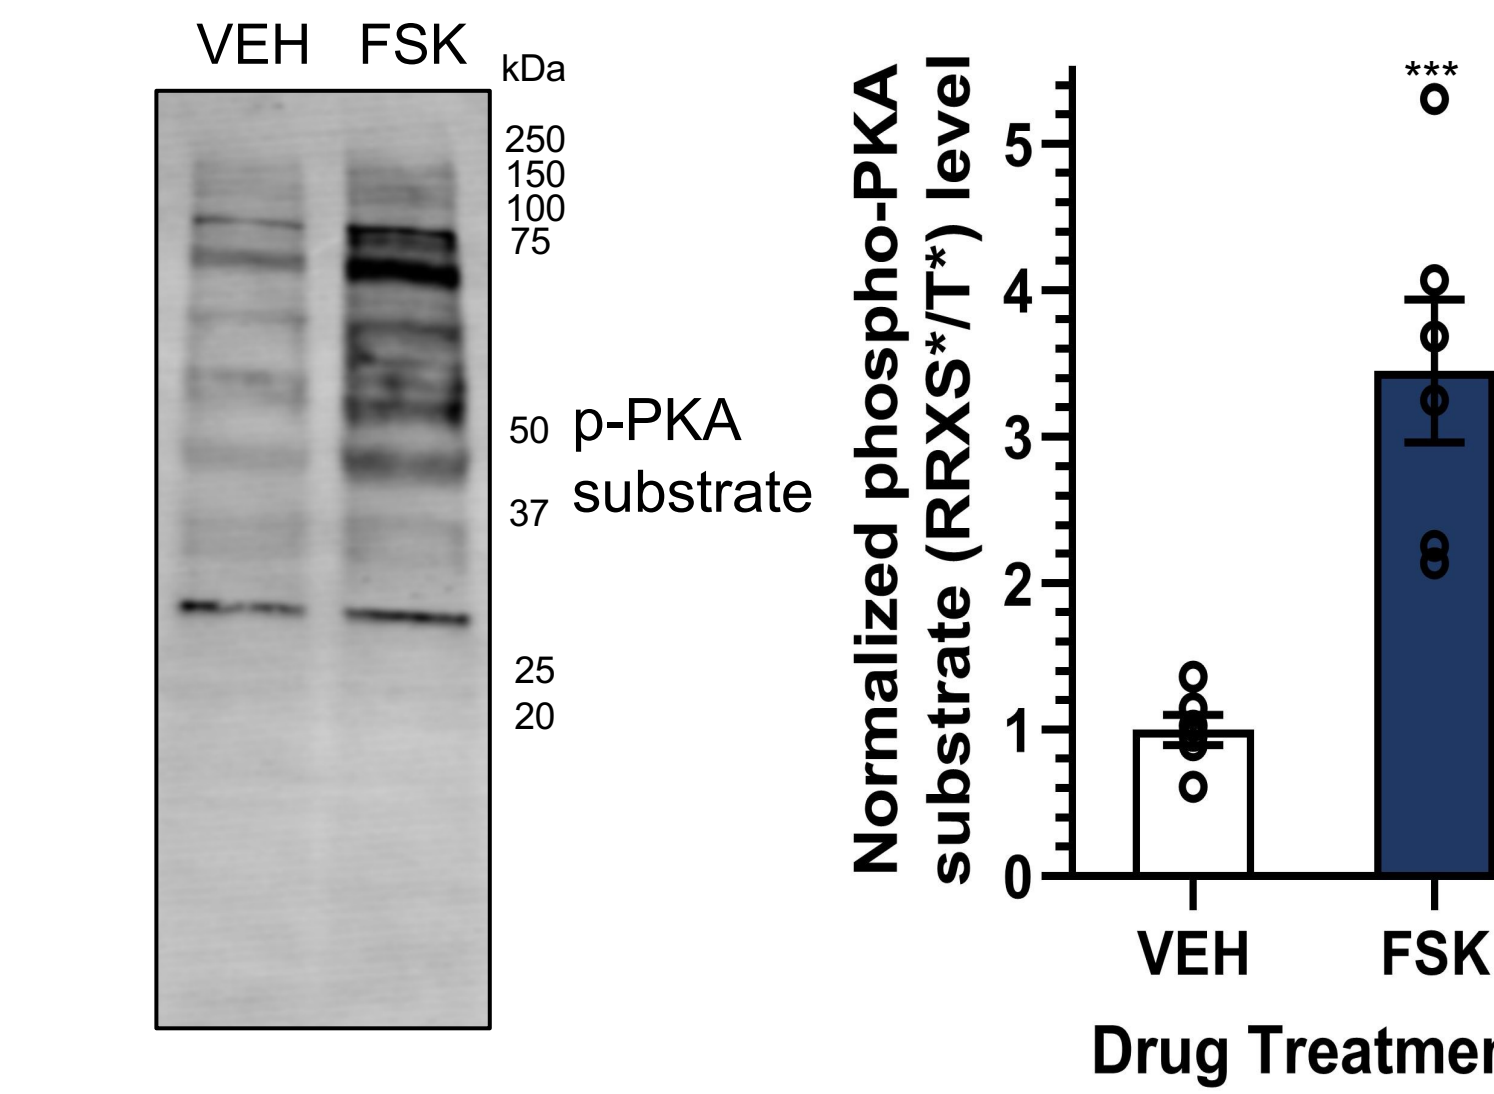 VEH FSK
kDa
250
150
100
75
50
37
25
20
p-PKA
substrate
Normalized phospho-PKA
substrate (RRXS*/T*) level
5
4
3
2
1
0
***
VEH FSK
Drug Treatmen